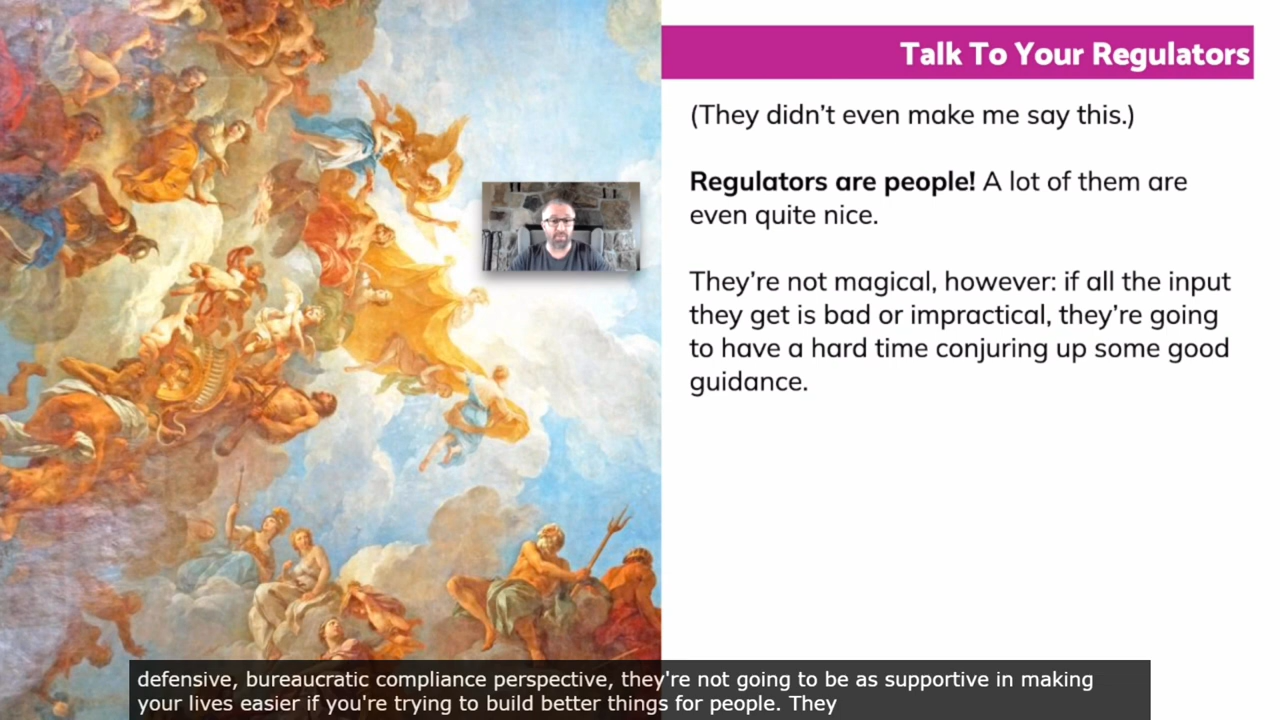 Talk To Your Regulators
(They didn’t even make me say this.)
Regulators are people! A lot of them are
even quite nice.
They’re not magical, however: if all the input
they get is bad or impractical, they’re going
to have a hard time conjuring up some good
guidance.
defensive, bureaucratic compliance perspective, they're not going to be as supportive in making
your lives easier if you're trying to build better things for people. They